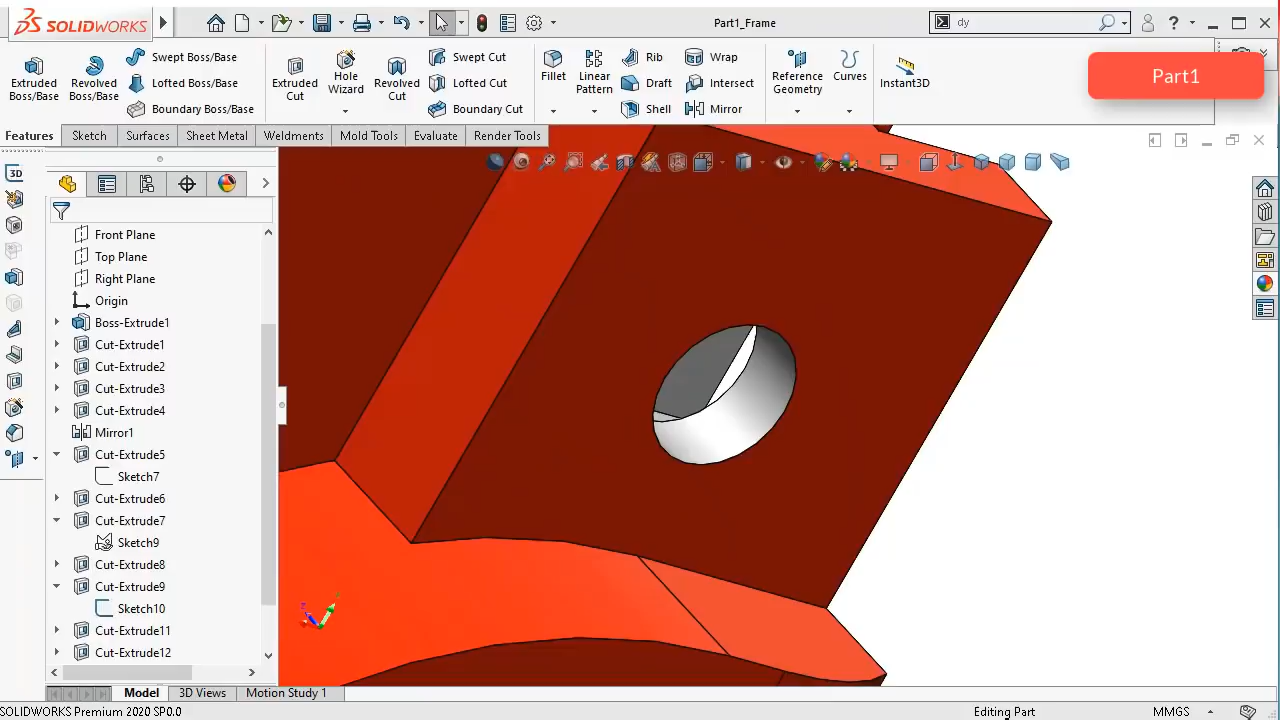 SOLIDWORKS
Part1_Frame
dy
Part1
Extruded Boss/Base
Revolved Boss/Base
Swept Boss/Base
Lofted Boss/Base
Boundary Boss/Base
Extruded Cut
Hole Wizard
Revolved Cut
Swept Cut
Lofted Cut
Boundary Cut
Fillet
Linear Pattern
Rib
Draft
Shell
Wrap
Intersect
Mirror
Reference Geometry
Curves
Instant3D
Features
Sketch
Surfaces
Sheet Metal
Weldments
Mold Tools
Evaluate
Render Tools
3D
Front Plane
Top Plane
Right Plane
Origin
Boss-Extrude1
Cut-Extrude1
Cut-Extrude2
Cut-Extrude3
Cut-Extrude4
Mirror1
Cut-Extrude5
Sketch7
Cut-Extrude6
Cut-Extrude7
Sketch9
Cut-Extrude8
Cut-Extrude9
Sketch10
Cut-Extrude11
Cut-Extrude12
Model
3D Views
Motion Study 1
SOLIDWORKS Premium 2020 SP0.0
Editing Part
MMGS